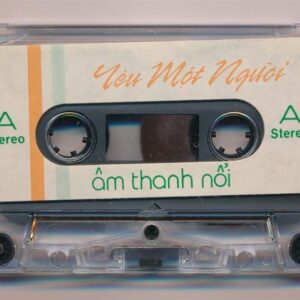 Yêu Một Người
A
Stereo
A
Stereo
âm thanh nổi